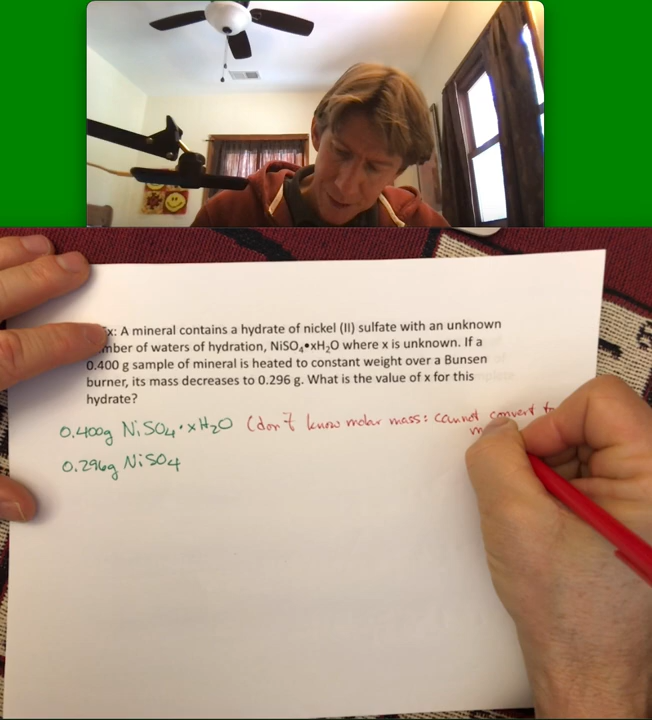 x: A mineral contains a hydrate of nickel (II) sulfate with an unknown
mber of waters of hydration, NiSO₄•xH₂O where x is unknown. If a
0.400 g sample of mineral is heated to constant weight over a Bunsen
burner, its mass decreases to 0.296 g. What is the value of x for this
hydrate?
0.400g NiSO₄·xH₂O (don't know molar mass: cannot convert t
m
0.296g NiSO₄